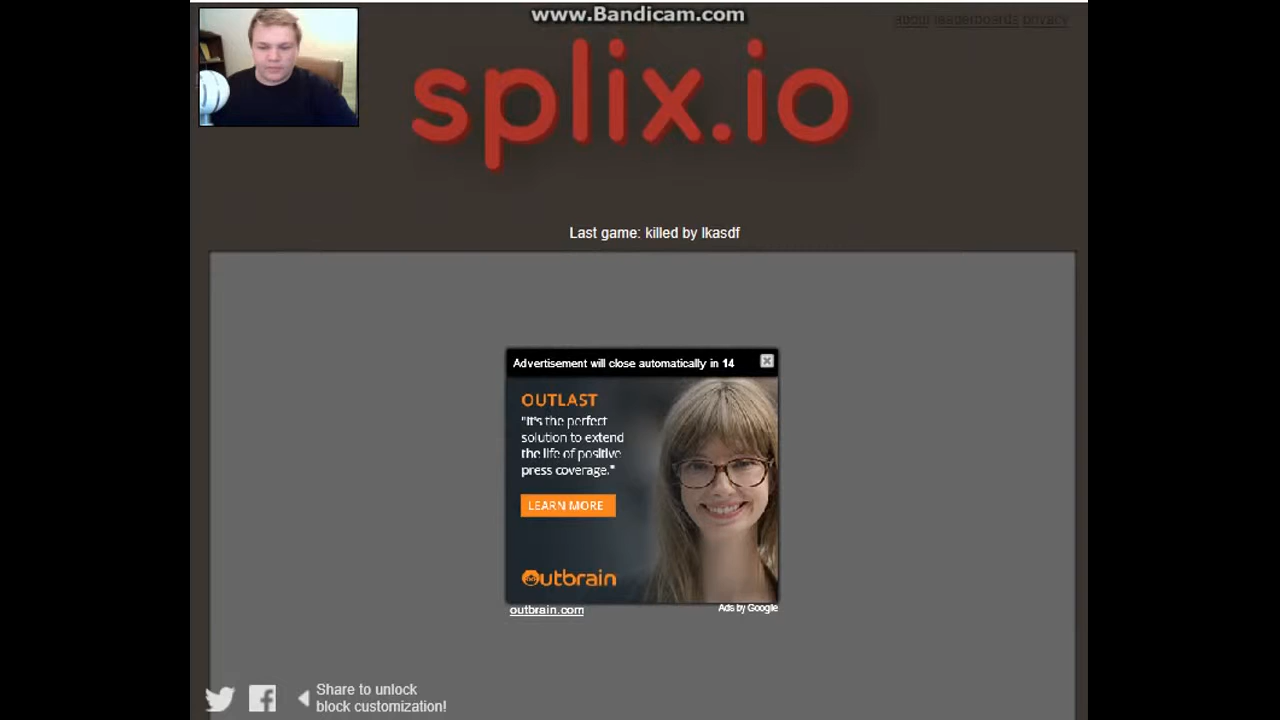 www.Bandicam.com
about leaderboards privacy
splix.io
Last game: killed by lkasdf
Advertisement will close automatically in 14
OUTLAST
"It's the perfect
solution to extend
the life of positive
press coverage."
LEARN MORE
Outbrain
outbrain.com
Ads by Google
Share to unlock
block customization!